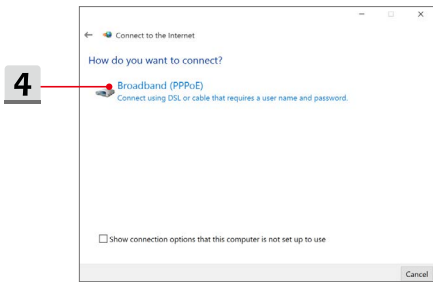 Connect to the Internet
How do you want to connect?
4
Broadband (PPPoE)
Connect using DSL or cable that requires a user name and password.
Show connection options that this computer is not set up to use
Cancel